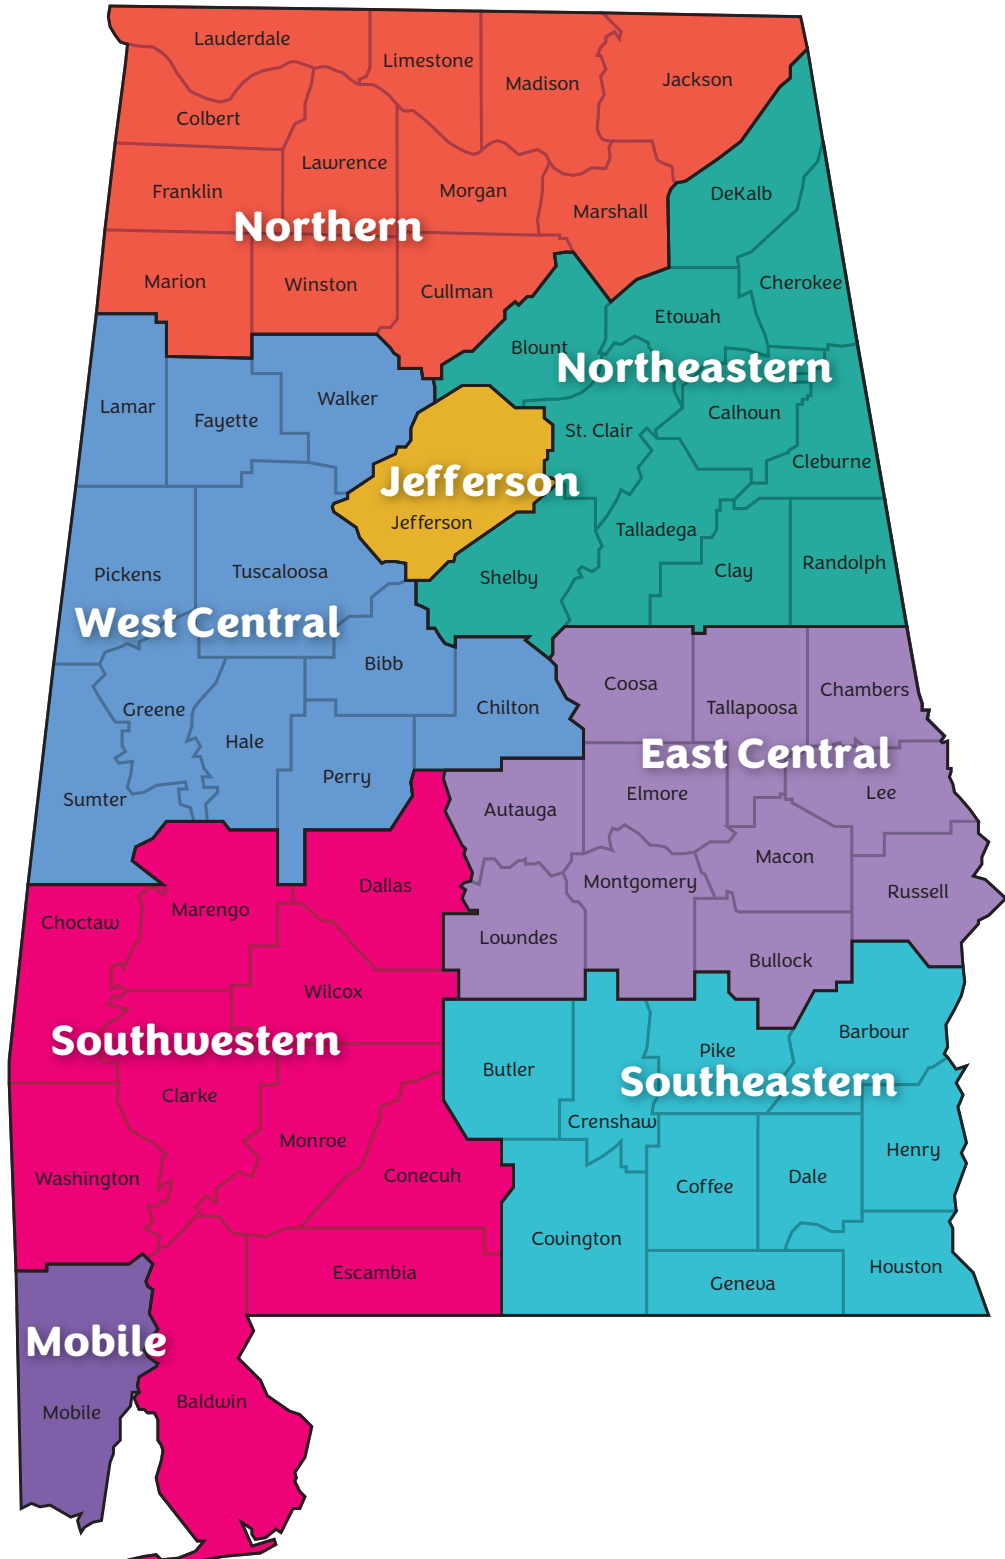 Lauderdale
Limestone
Madison
Jackson
Colbert
Lawrence
Franklin
Morgan
DeKalb
Marshall
Northern
Marion
Winston
Cullman
Cherokee
Etowah
Blount
Northeastern
Walker
Lamar
Fayette
Calhoun
St. Clair
Cleburne
Jefferson
Jefferson
Talladega
Randolph
Clay
Pickens
Tuscaloosa
Shelby
West Central
Bibb
Coosa
Chambers
Greene
Chilton
Tallapoosa
Hale
East Central
Perry
Elmore
Lee
Sumter
Autauga
Macon
Dallas
Montgomery
Russell
Marengo
Choctaw
Lowndes
Bullock
Wilcox
Southwestern
Barbour
Pike
Butler
Southeastern
Clarke
Crenshaw
Monroe
Henry
Conecuh
Washington
Coffee
Dale
Covington
Escambia
Houston
Geneva
Mobile
Baldwin
Mobile